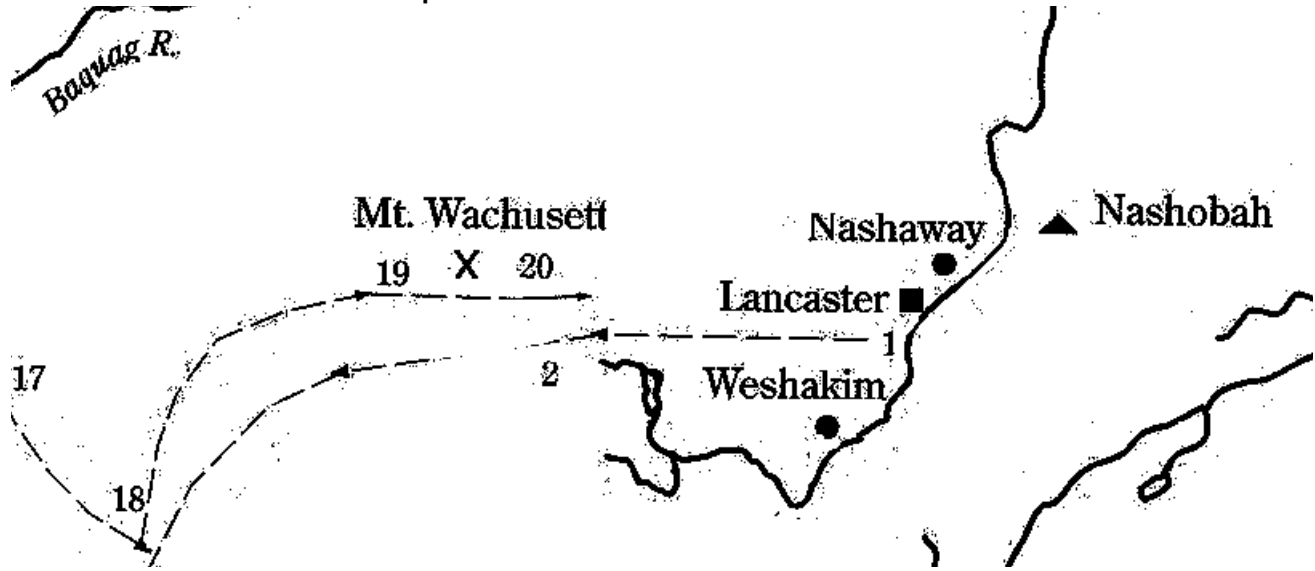 Baquag R.
Mt. Wachusett
Nashaway
Nashobah
19 X 20
Lancaster
1
2
17
Weshakim
18